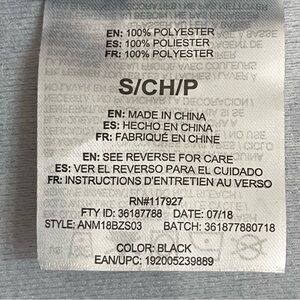 EN: 100% POLYESTER
ES: 100% POLIESTER
FR: 100% POLYESTER
S/CH/P
EN: MADE IN CHINA
ES: HECHO EN CHINA
FR: FABRIQUÉ EN CHINE
EN: SEE REVERSE FOR CARE
ES: VER EL REVERSO PARA EL CUIDADO
FR: INSTRUCTIONS D'ENTRETIEN AU VERSO
RN#117927
FTY ID: 36187788 DATE: 07/18
STYLE: ANM18BZS03 BATCH: 361877880718
COLOR: BLACK
EAN/UPC: 192005239889